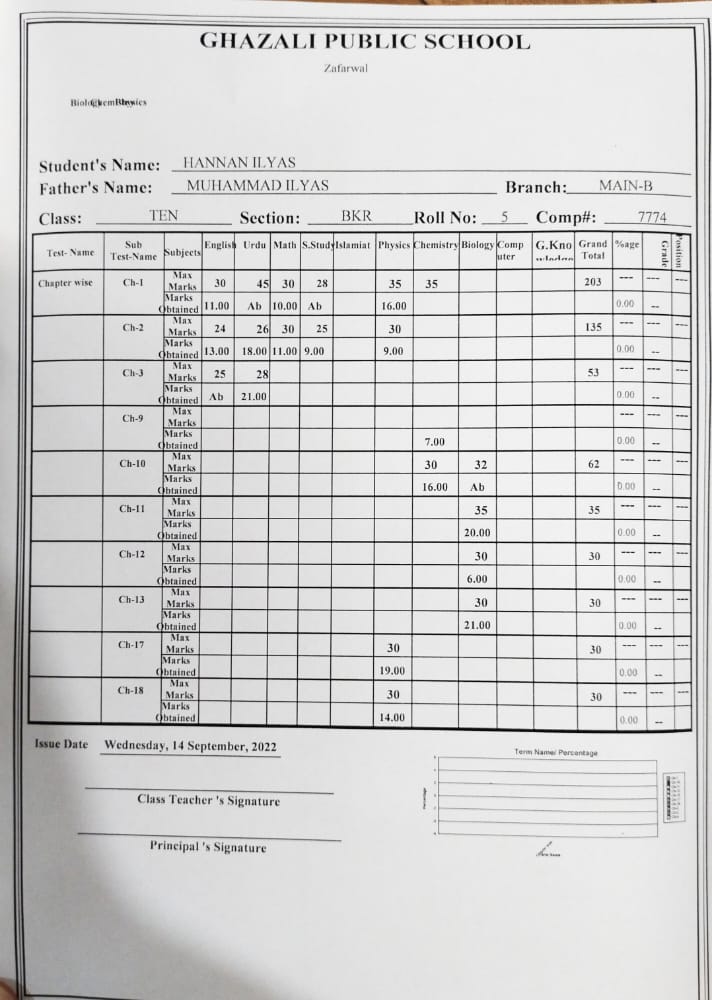 GHAZALI PUBLIC SCHOOL
Zafarwal
Student's Name: HANNAN ILYAS
Father's Name: MUHAMMAD ILYAS Branch: MAIN-B
Class: TEN Section: BKR Roll No: 5 Comp#: 7774
Test- Name Sub Test-Name Subjects English Urdu Math S.Study Islamiat Physics Chemistry Biology Comp uter G.Kno Grand Total %age Grade Position
Chapter wise Ch-1 Max Marks 30 45 30 28 35 35 203 --- --- ---
Marks Obtained 11.00 Ab 10.00 Ab 16.00 0.00 --
Ch-2 Max Marks 24 26 30 25 30 135 --- --- ---
Marks Obtained 13.00 18.00 11.00 9.00 9.00 0.00 --
Ch-3 Max Marks 25 28 53 --- --- ---
Marks Obtained Ab 21.00 0.00 --
Ch-9 Max Marks --- --- ---
Marks Obtained 7.00 0.00 --
Ch-10 Max Marks 30 32 62 --- --- ---
Marks Obtained 16.00 Ab 0.00 --
Ch-11 Max Marks 35 35 --- --- ---
Marks Obtained 20.00 0.00 --
Ch-12 Max Marks 30 30 --- --- ---
Marks Obtained 6.00 0.00 --
Ch-13 Max Marks 30 30 --- --- ---
Marks Obtained 21.00 0.00 --
Ch-17 Max Marks 30 30 --- --- ---
Marks Obtained 19.00 0.00 --
Ch-18 Max Marks 30 30 --- --- ---
Marks Obtained 14.00 0.00 --
Issue Date Wednesday, 14 September, 2022
Term Name/ Percentage
Percentage
Class Teacher 's Signature
Principal 's Signature